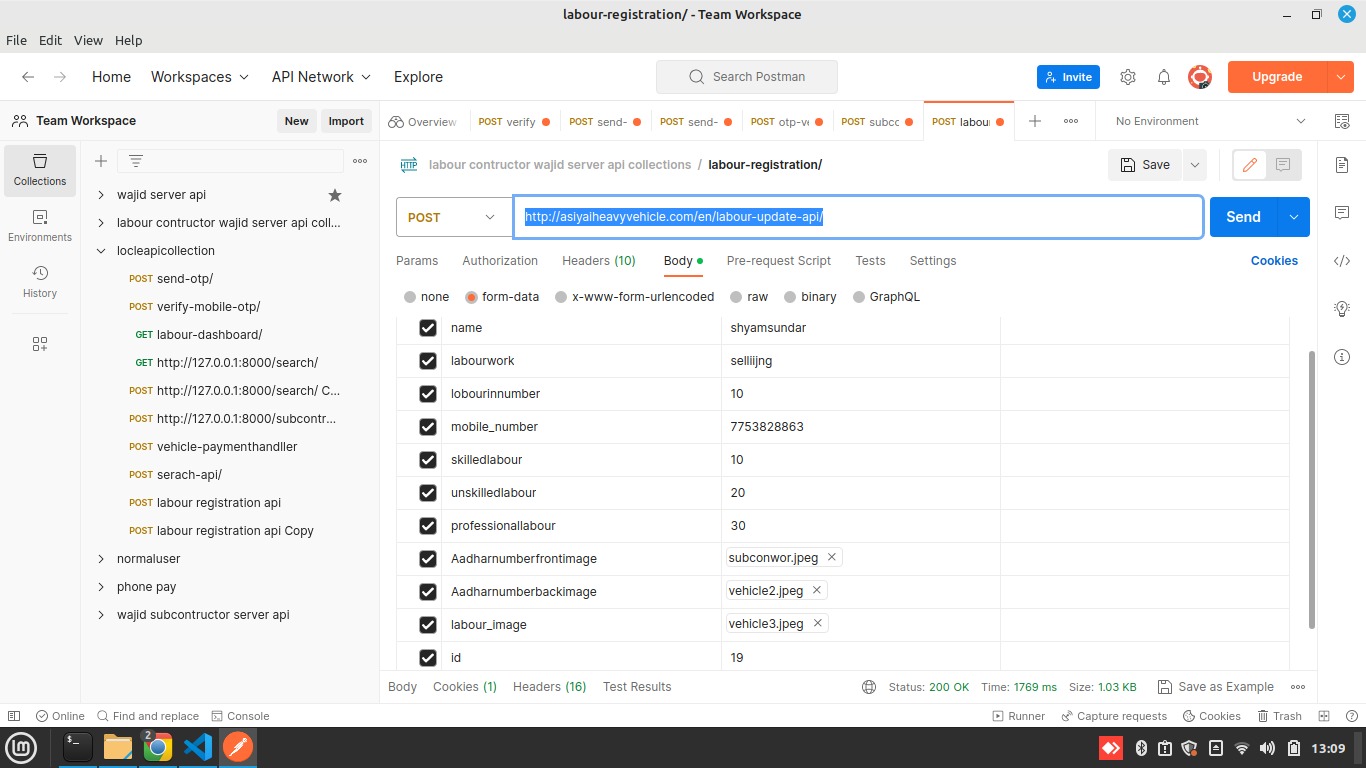 labour-registration/ - Team Workspace
File Edit View Help
Home Workspaces API Network Explore Search Postman Invite Upgrade
Team Workspace New Import Overview POST verify POST send- POST send- POST otp-ve POST subco POST labour No Environment
Collections
Environments
History
wajid server api
labour contructor wajid server api coll...
locleapicollection
POST send-otp/
POST verify-mobile-otp/
GET labour-dashboard/
GET http://127.0.0.1:8000/search/
POST http://127.0.0.1:8000/search/ C...
POST http://127.0.0.1:8000/subcontr...
POST vehicle-paymenthandller
POST serach-api/
POST labour registration api
POST labour registration api Copy
normaluser
phone pay
wajid subcontructor server api
HTTP labour contructor wajid server api collections / labour-registration/ Save
POST http://asiyaiheavyvehicle.com/en/labour-update-api/ Send
Params Authorization Headers (10) Body Pre-request Script Tests Settings Cookies
none form-data x-www-form-urlencoded raw binary GraphQL
name shyamsundar
labourwork selliijng
lobourinnumber 10
mobile_number 7753828863
skilledlabour 10
unskilledlabour 20
professionallabour 30
Aadharnumberfrontimage subconwor.jpeg
Aadharnumberbackimage vehicle2.jpeg
labour_image vehicle3.jpeg
id 19
Body Cookies (1) Headers (16) Test Results Status: 200 OK Time: 1769 ms Size: 1.03 KB Save as Example
Online Find and replace Console Runner Capture requests Cookies Trash
2 13:09